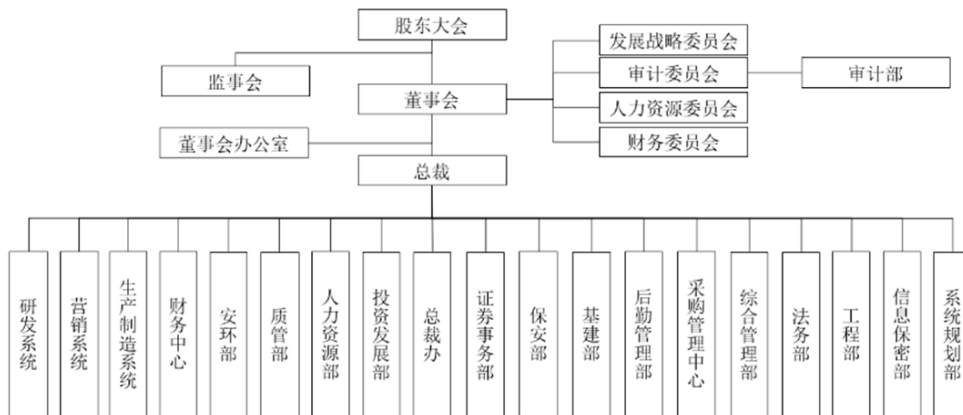 股东大会
监事会
董事会
发展战略委员会
审计委员会
审计部
人力资源委员会
财务委员会
董事会办公室
总裁
研发系统
营销系统
生产制造系统
财务中心
安环部
质管部
人力资源部
投资发展部
总裁办
证券事务部
保安部
基建部
后勤管理部
采购管理中心
综合管理部
法务部
工程部
信息保密部
系统规划部